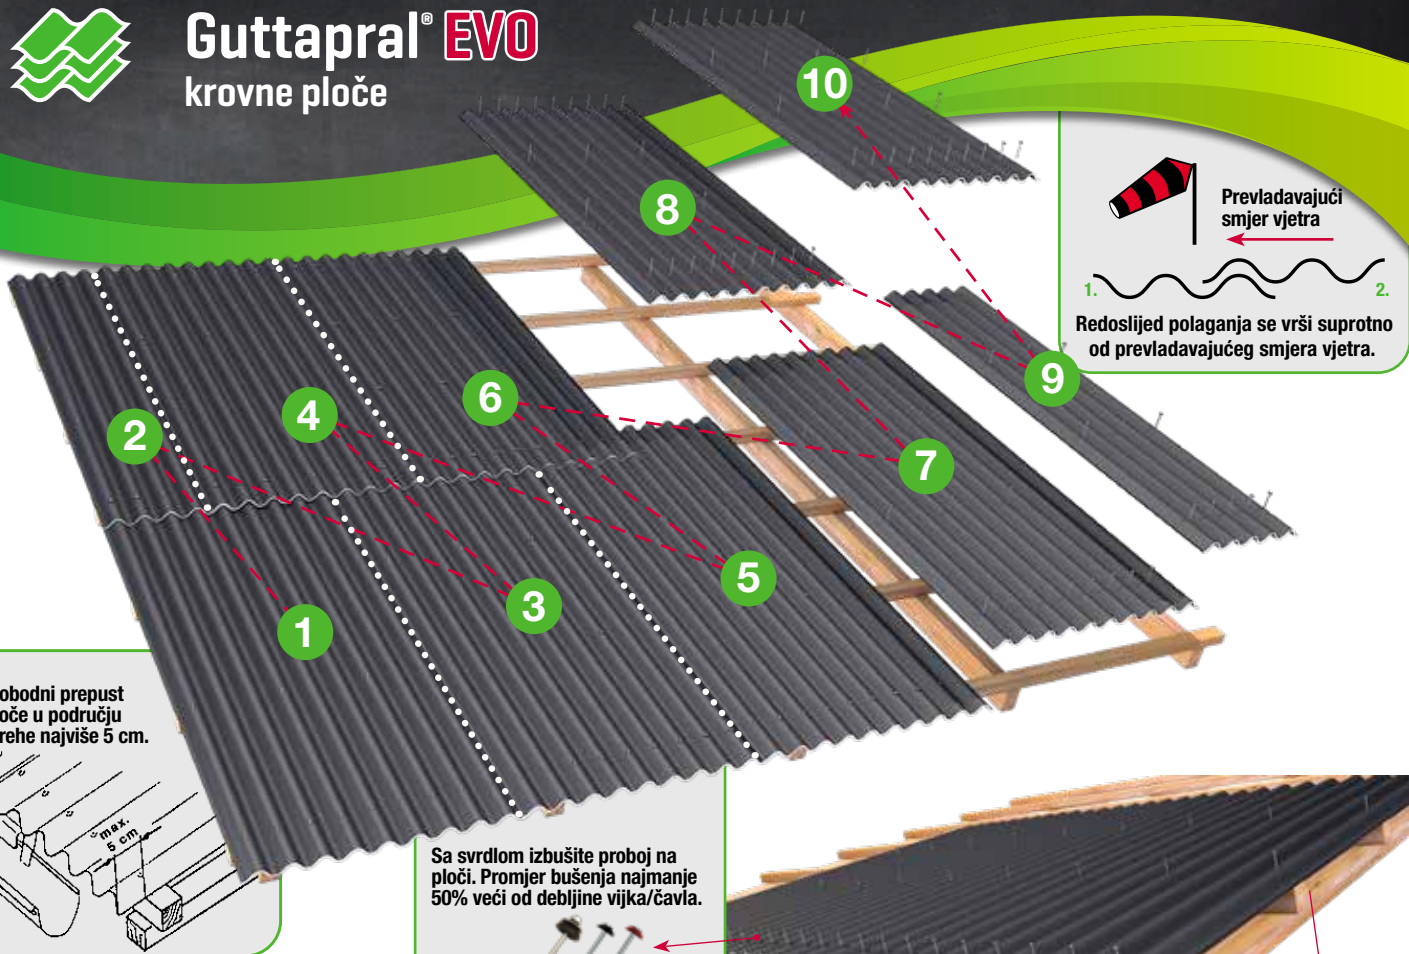 Guttapral® EVO
krovne ploče
10
8
Prevladavajući
smjer vjetra
1.
2.
Redoslijed polaganja se vrši suprotno
od prevladavajućeg smjera vjetra.
9
6
4
2
7
5
3
1
obodni prepust
oče u području
rehe najviše 5 cm.
max.
5 cm
Sa svrdlom izbušite proboj na
ploči. Promjer bušenja najmanje
50% veći od debljine vijka/čavla.